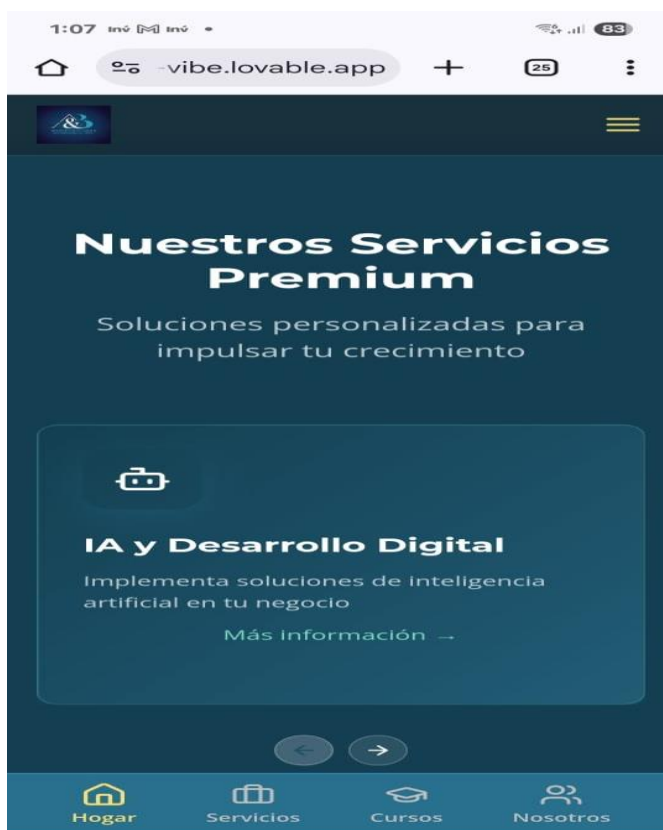 1:07
83
-vibe.lovable.app
25
&B
Nuestros Servicios
Premium
Soluciones personalizadas para
impulsar tu crecimiento
IA y Desarrollo Digital
Implementa soluciones de inteligencia
artificial en tu negocio
Más información →
Hogar Servicios Cursos Nosotros